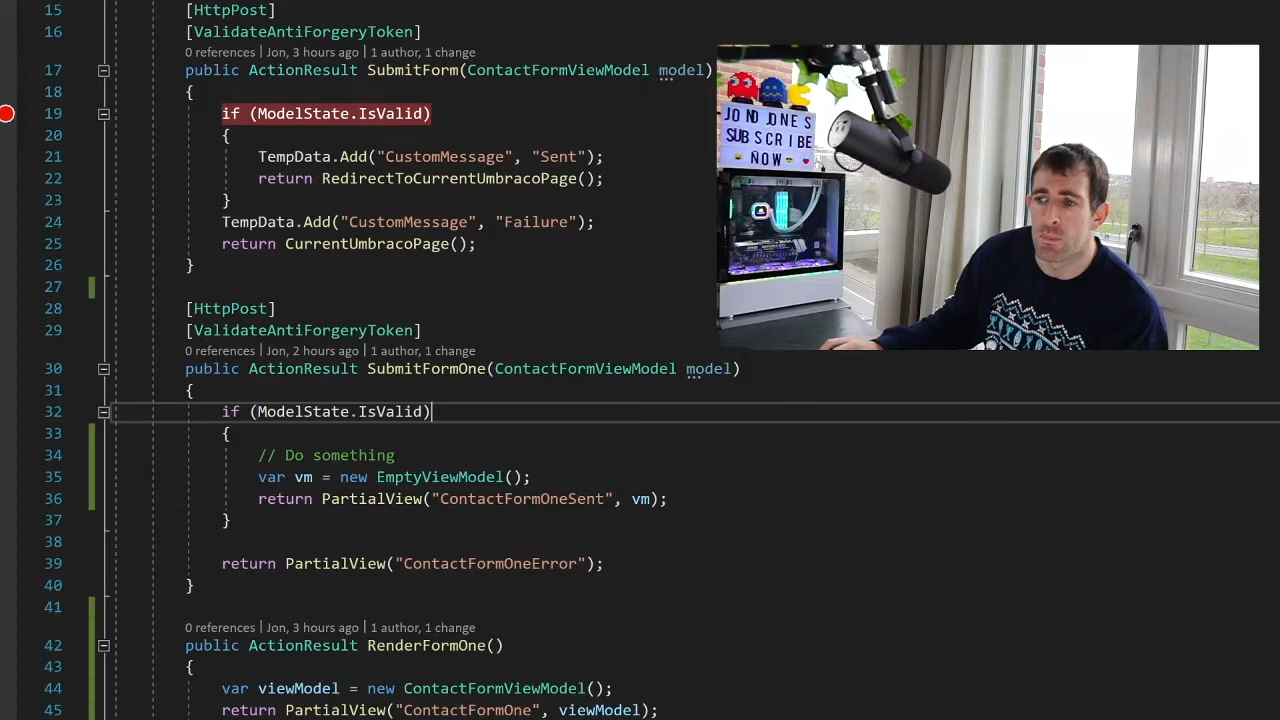 15 [HttpPost]
16 [ValidateAntiForgeryToken]
0 references | Jon, 3 hours ago | 1 author, 1 change
17 public ActionResult SubmitForm(ContactFormViewModel model)
18 {
19 if (ModelState.IsValid)
20 {
21 TempData.Add("CustomMessage", "Sent");
22 return RedirectToCurrentUmbracoPage();
23 }
24 TempData.Add("CustomMessage", "Failure");
25 return CurrentUmbracoPage();
26 }
27
28 [HttpPost]
29 [ValidateAntiForgeryToken]
0 references | Jon, 2 hours ago | 1 author, 1 change
30 public ActionResult SubmitFormOne(ContactFormViewModel model)
31 {
32 if (ModelState.IsValid)
33 {
34 // Do something
35 var vm = new EmptyViewModel();
36 return PartialView("ContactFormOneSent", vm);
37 }
38
39 return PartialView("ContactFormOneError");
40 }
41
0 references | Jon, 3 hours ago | 1 author, 1 change
42 public ActionResult RenderFormOne()
43 {
44 var viewModel = new ContactFormViewModel();
45 return PartialView("ContactFormOne", viewModel);
JON D JONES
SUBSCRIBE
NOW